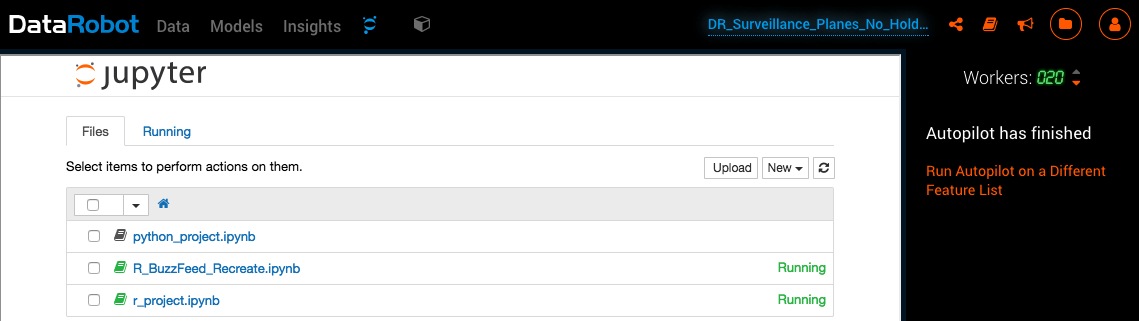 DataRobot Data Models Insights DR_Surveillance_Planes_No_Hold...
jupyter
Workers: 020
Files Running
Autopilot has finished
Select items to perform actions on them. Upload New
Run Autopilot on a Different
Feature List
python_project.ipynb
R_BuzzFeed_Recreate.ipynb Running
r_project.ipynb Running